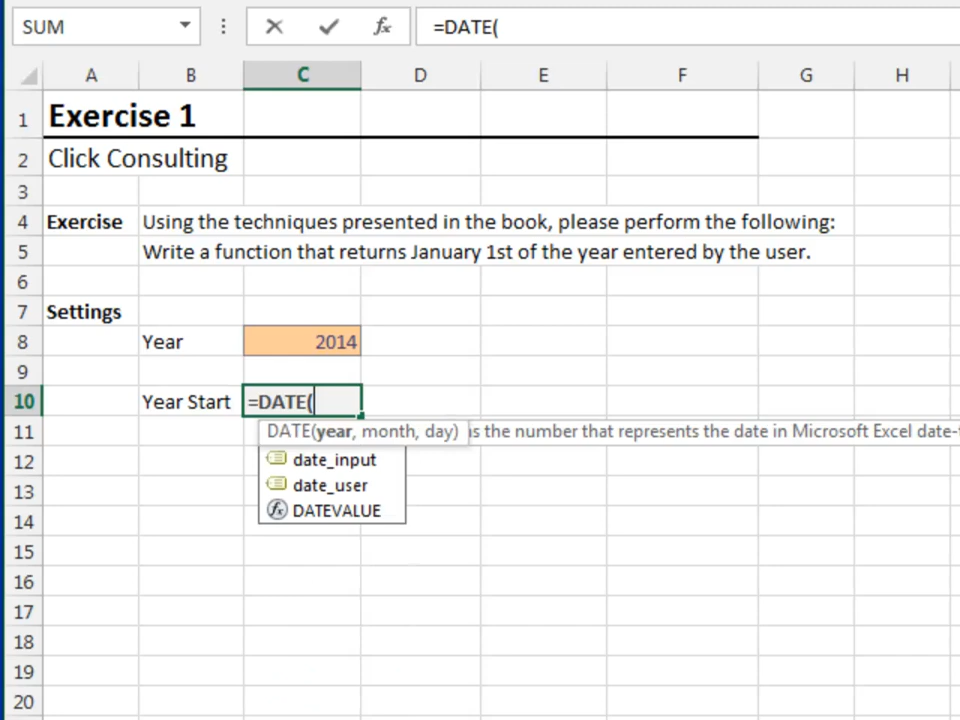 SUM =DATE(
A B C D E F G H
1 Exercise 1
2 Click Consulting
3
4 Exercise Using the techniques presented in the book, please perform the following:
5 Write a function that returns January 1st of the year entered by the user.
6
7 Settings
8 Year 2014
9
10 Year Start =DATE(
11 DATE(year, month, day) s the number that represents the date in Microsoft Excel date-
12 date_input
13 date_user
DATEVALUE
14
15
16
17
18
19
20